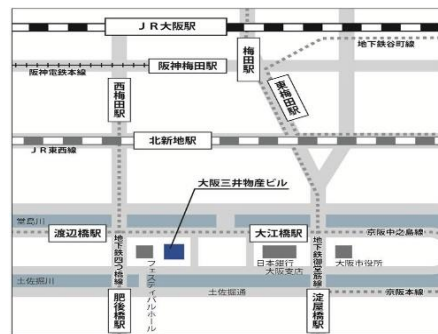 JR大阪駅
梅田駅
地下鉄谷町線
阪神梅田駅
阪神電鉄本線
西梅田駅
東梅田駅
北新地駅
JR東西線
大阪三井物産ビル
堂島川
渡辺橋駅
大江橋駅
京阪中之島線
地下鉄四つ橋線
フェスティバルホール
日本銀行
大阪支店
地下鉄御堂筋線
大阪市役所
土佐堀川
土佐堀通
肥後橋駅
淀屋橋駅
京阪本線